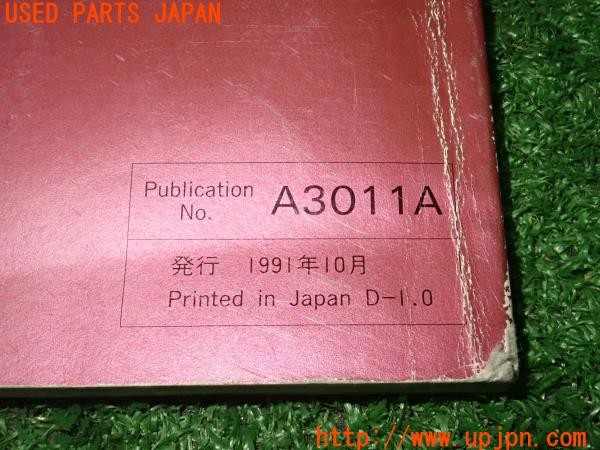 USED PARTS JAPAN
Publication No. A3011A
発行 1991年10月
Printed in Japan D-1.0
http://www.upjpn.com